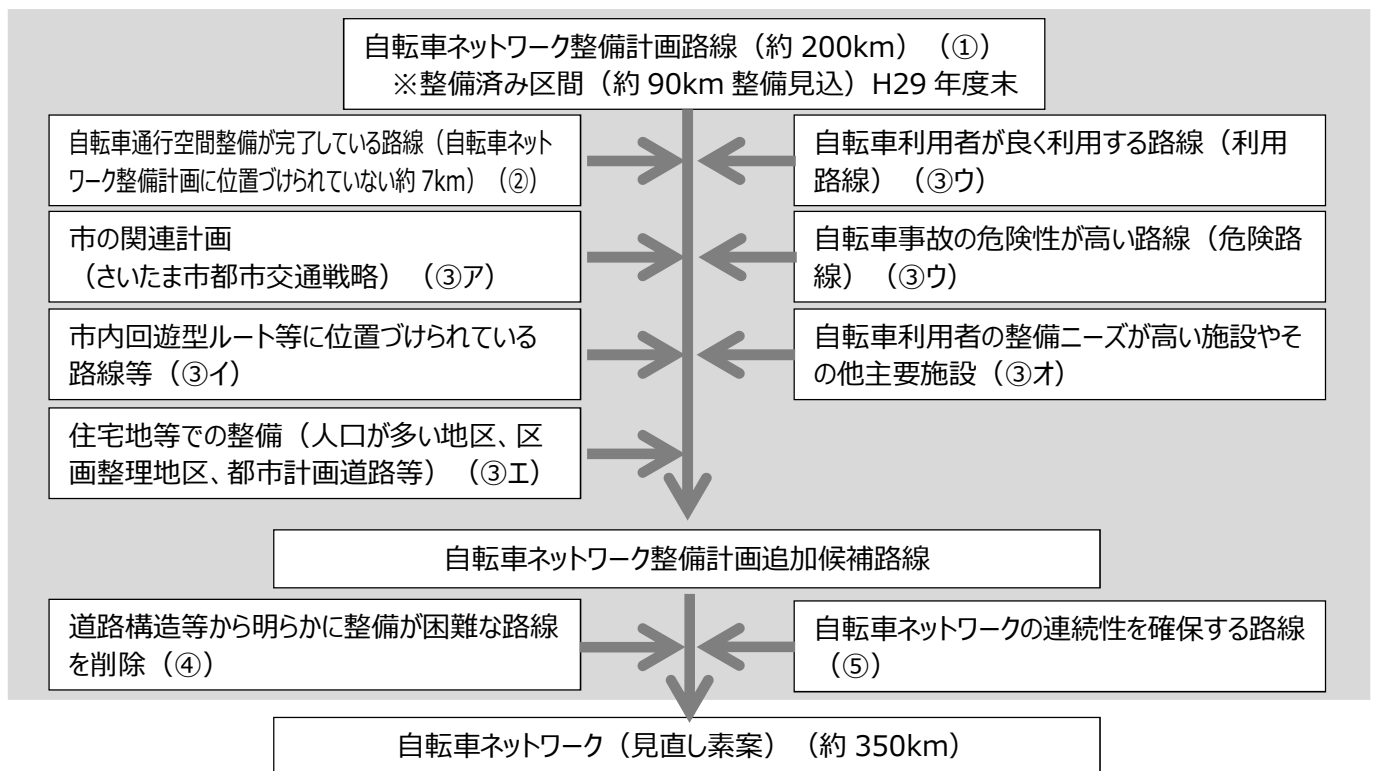 自転車ネットワーク整備計画路線（約 200km）（①）
※整備済み区間（約 90km 整備見込）H29 年度末
自転車通行空間整備が完了している路線（自転車ネット
ワーク整備計画に位置づけられていない約 7km）（②）
自転車利用者が良く利用する路線（利用
路線）（③ウ）
市の関連計画
（さいたま市都市交通戦略）（③ア）
自転車事故の危険性が高い路線（危険路
線）（③ウ）
市内回遊型ルート等に位置づけられている
路線等（③イ）
自転車利用者の整備ニーズが高い施設やそ
の他主要施設（③オ）
住宅地等での整備（人口が多い地区、区
画整理地区、都市計画道路等）（③エ）
自転車ネットワーク整備計画追加候補路線
道路構造等から明らかに整備が困難な路線
を削除（④）
自転車ネットワークの連続性を確保する路線
（⑤）
自転車ネットワーク（見直し素案）（約 350km）